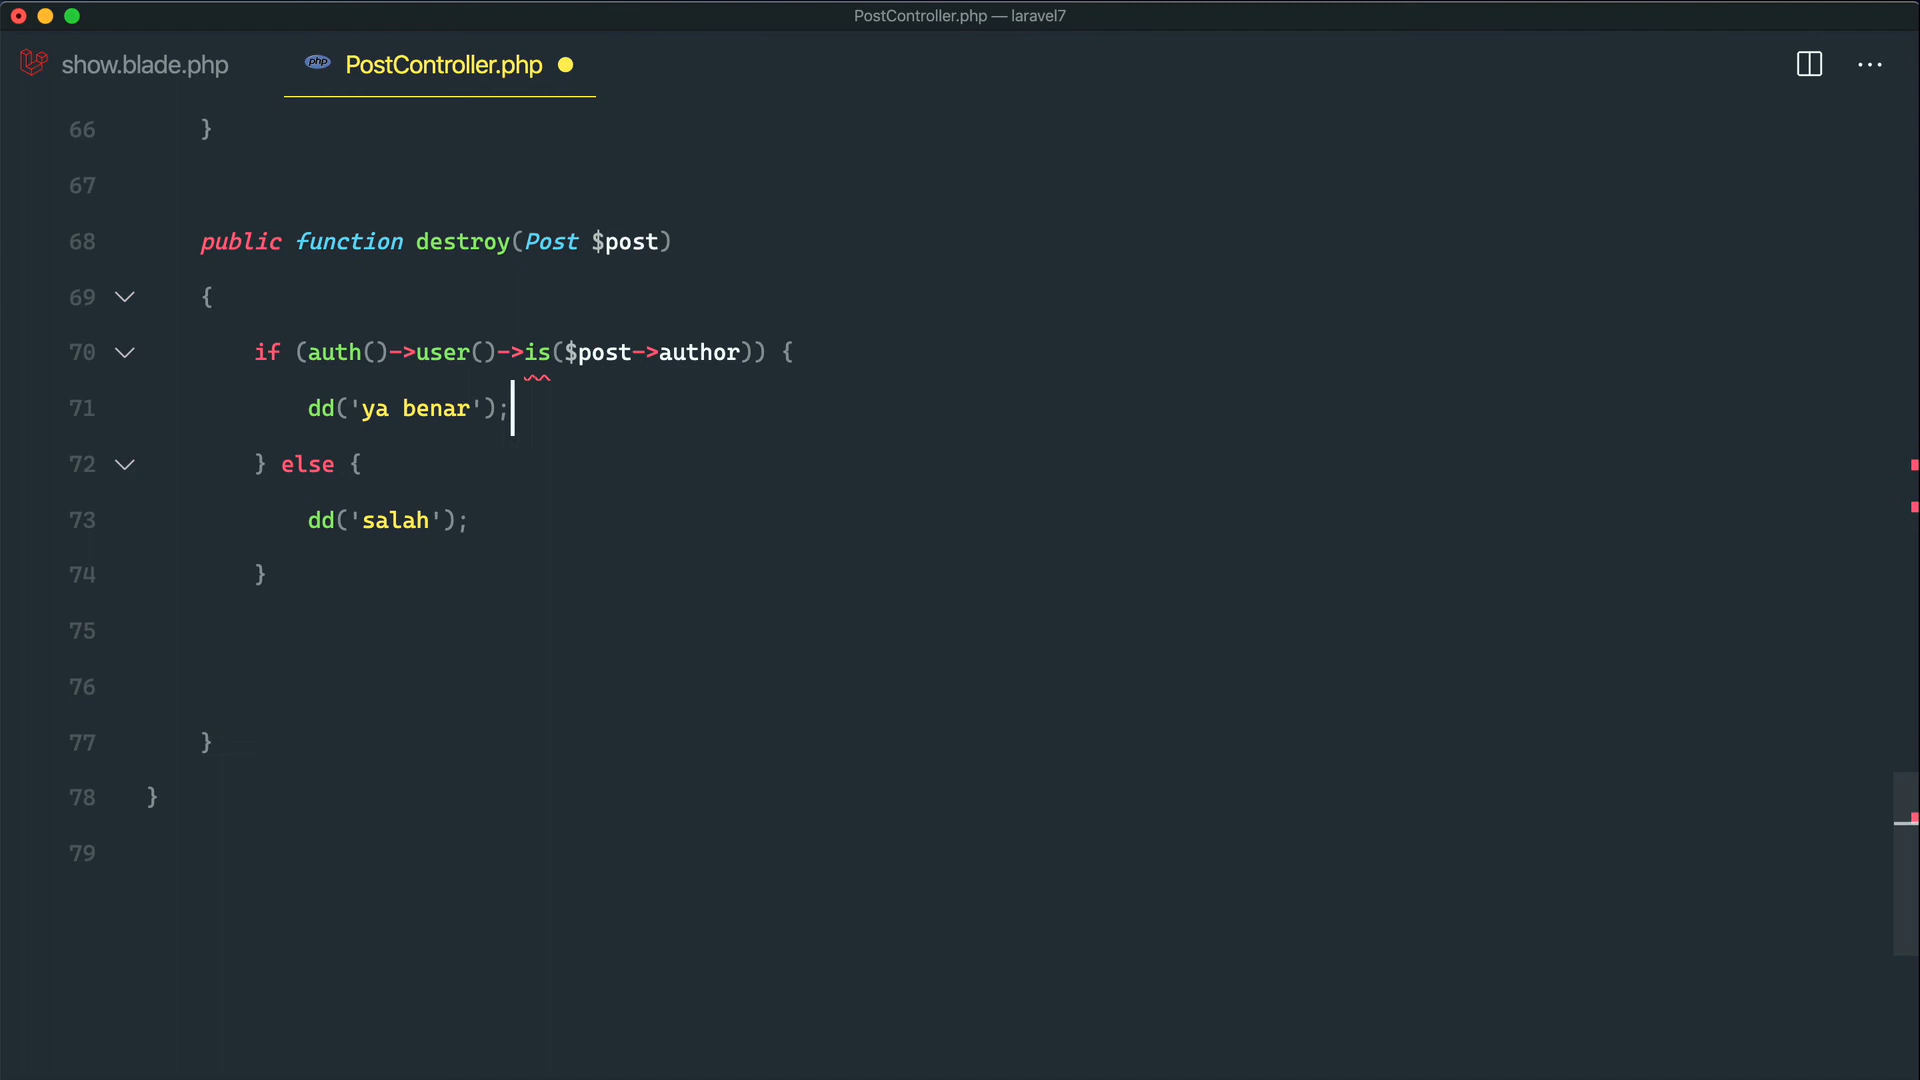 PostController.php — laravel7
show.blade.php
php PostController.php
66 }
67
68 public function destroy(Post $post)
69 {
70 if (auth()->user()->is($post->author)) {
71 dd('ya benar');
72 } else {
73 dd('salah');
74 }
75
76
77 }
78 }
79